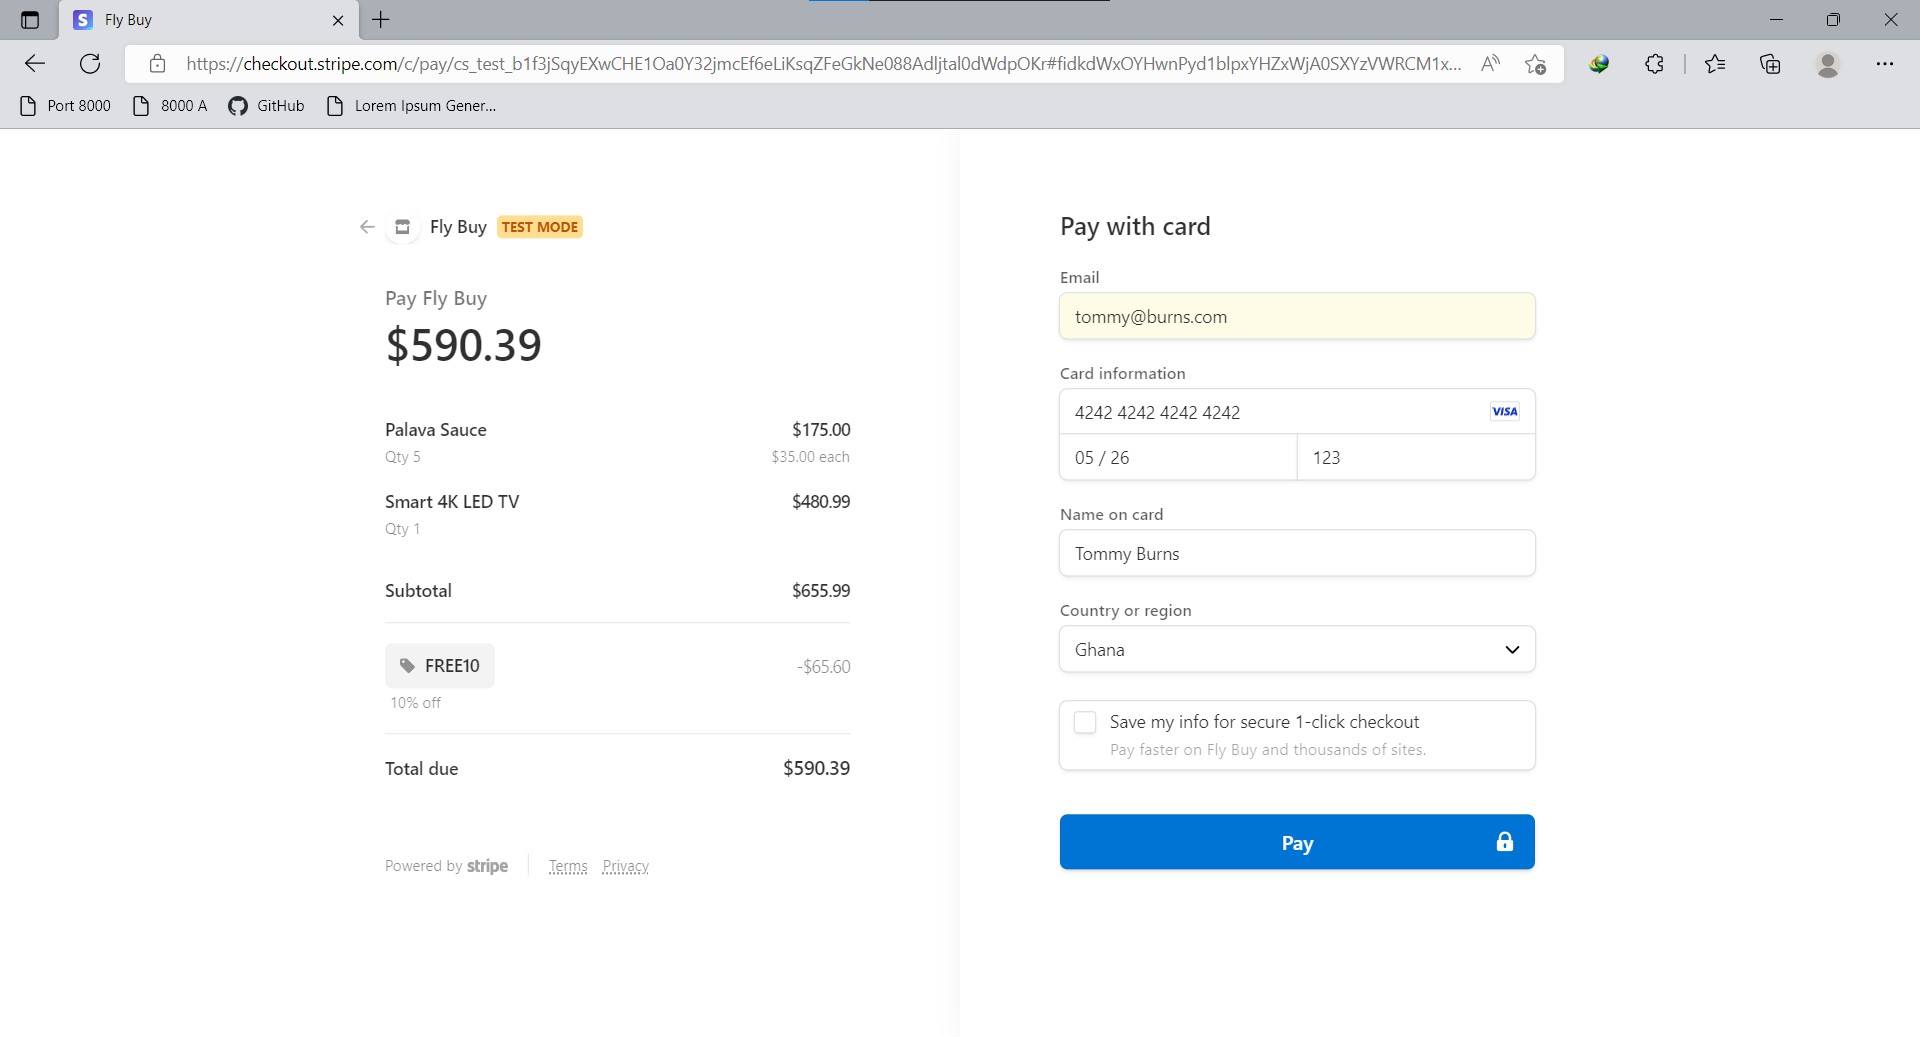 Fly Buy
https://checkout.stripe.com/c/pay/cs_test_b1f3jSqyEXwCHE1Oa0Y32jmcEf6eLiKsqZFeGkNe088AdIjtal0dWdpOKr#fidkdWxOYHwnPyd1blpxYHZxWjA0SXYzVWRCM1x...
Port 8000
8000 A
GitHub
Lorem Ipsum Gener...
Fly Buy TEST MODE
Pay Fly Buy
$590.39
Palava Sauce $175.00
Qty 5 $35.00 each
Smart 4K LED TV $480.99
Qty 1
Subtotal $655.99
FREE10 -$65.60
10% off
Total due $590.39
Powered by stripe Terms Privacy
Pay with card
Email
tommy@burns.com
Card information
4242 4242 4242 4242 VISA
05 / 26 123
Name on card
Tommy Burns
Country or region
Ghana
Save my info for secure 1-click checkout
Pay faster on Fly Buy and thousands of sites.
Pay